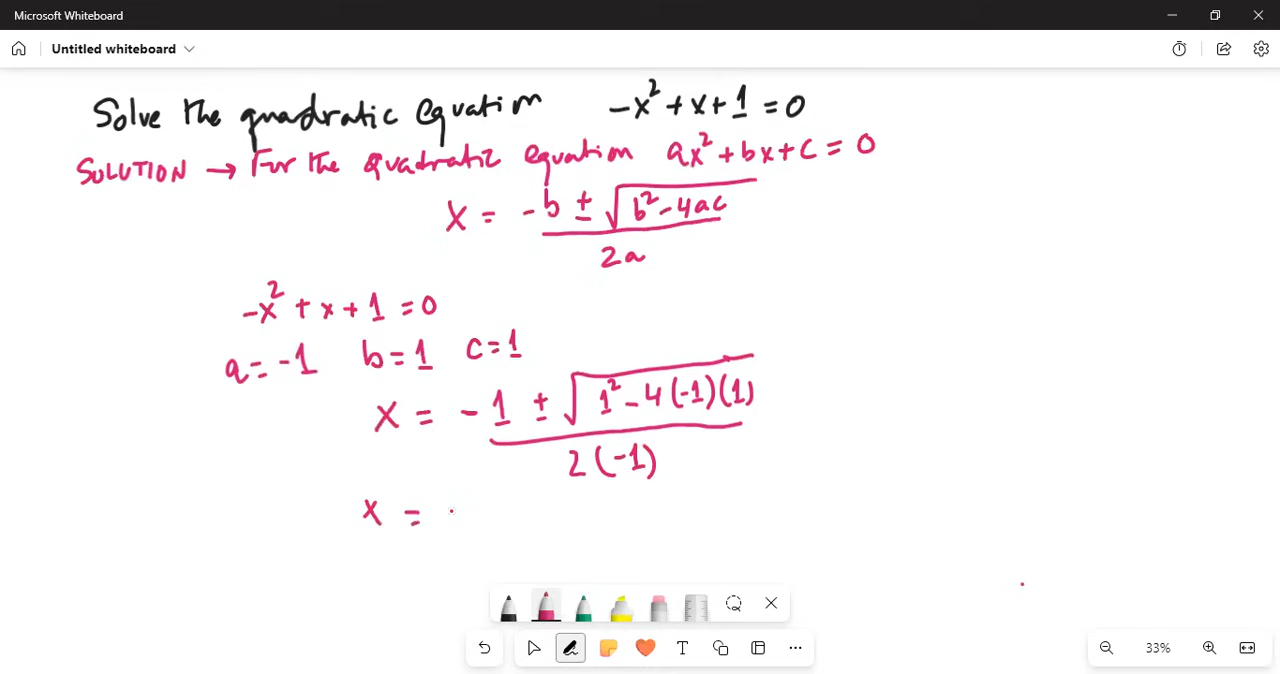 Microsoft Whiteboard
Untitled whiteboard
Solve the quadratic equation -x² + x + 1 = 0
SOLUTION → For the quadratic equation ax² + bx + c = 0
x = -b ± √(b² - 4ac) / 2a
-x² + x + 1 = 0
a = -1 b = 1 c = 1
x = -1 ± √(1² - 4(-1)(1)) / 2(-1)
x =
33%